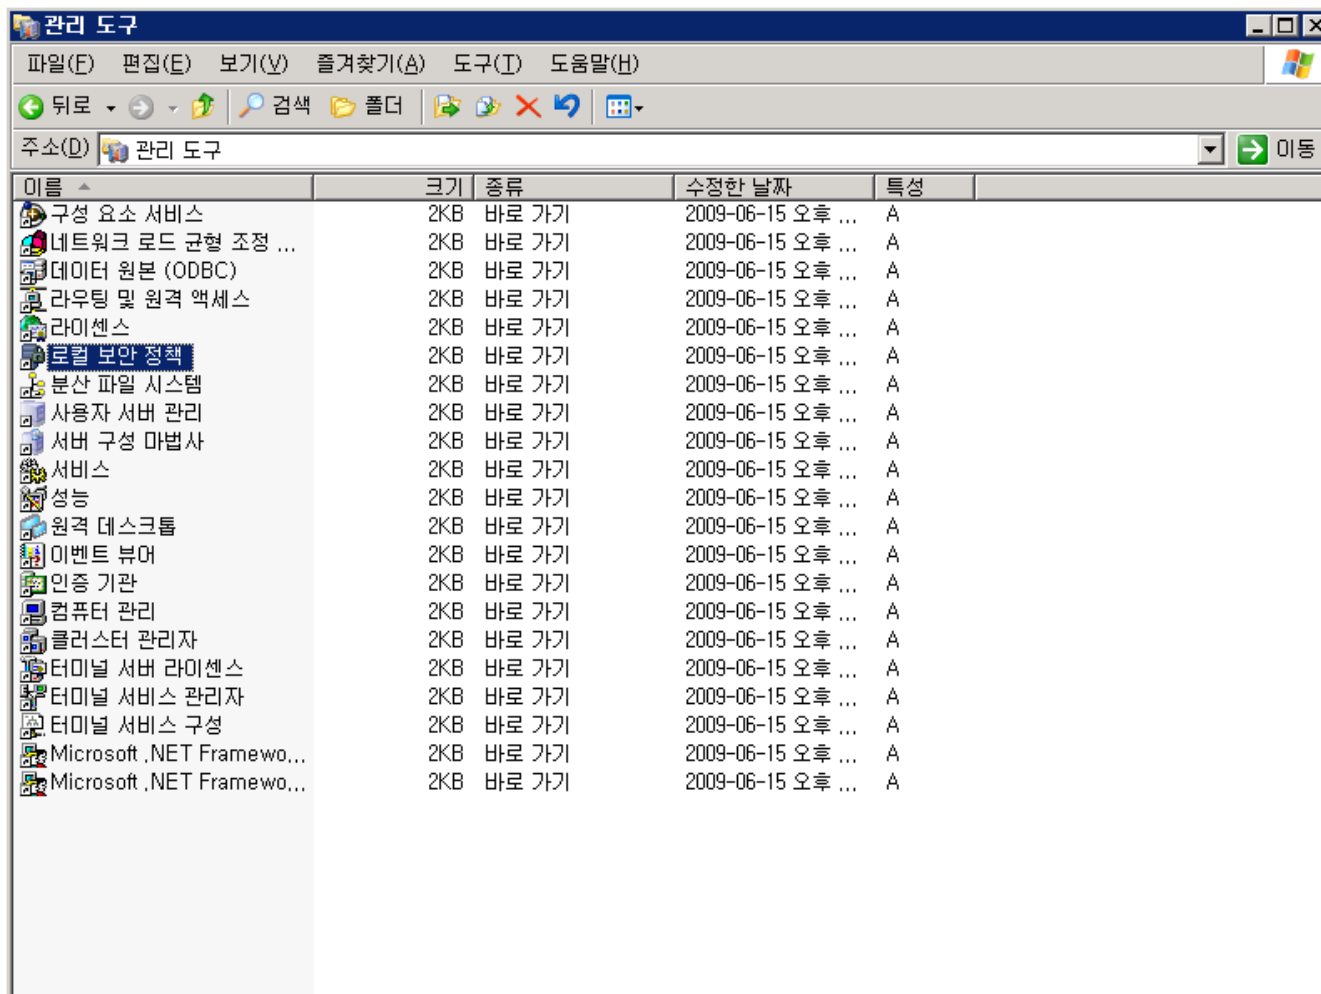 관리 도구
파일(F) 편집(E) 보기(V) 즐겨찾기(A) 도구(T) 도움말(H)
뒤로 검색 폴더
주소(D) 관리 도구 이동
이름 크기 종류 수정한 날짜 특성
구성 요소 서비스 2KB 바로 가기 2009-06-15 오후 ... A
네트워크 로드 균형 조정 ... 2KB 바로 가기 2009-06-15 오후 ... A
데이터 원본 (ODBC) 2KB 바로 가기 2009-06-15 오후 ... A
라우팅 및 원격 액세스 2KB 바로 가기 2009-06-15 오후 ... A
라이센스 2KB 바로 가기 2009-06-15 오후 ... A
로컬 보안 정책 2KB 바로 가기 2009-06-15 오후 ... A
분산 파일 시스템 2KB 바로 가기 2009-06-15 오후 ... A
사용자 서버 관리 2KB 바로 가기 2009-06-15 오후 ... A
서버 구성 마법사 2KB 바로 가기 2009-06-15 오후 ... A
서비스 2KB 바로 가기 2009-06-15 오후 ... A
성능 2KB 바로 가기 2009-06-15 오후 ... A
원격 데스크톱 2KB 바로 가기 2009-06-15 오후 ... A
이벤트 뷰어 2KB 바로 가기 2009-06-15 오후 ... A
인증 기관 2KB 바로 가기 2009-06-15 오후 ... A
컴퓨터 관리 2KB 바로 가기 2009-06-15 오후 ... A
클러스터 관리자 2KB 바로 가기 2009-06-15 오후 ... A
터미널 서버 라이센스 2KB 바로 가기 2009-06-15 오후 ... A
터미널 서비스 관리자 2KB 바로 가기 2009-06-15 오후 ... A
터미널 서비스 구성 2KB 바로 가기 2009-06-15 오후 ... A
Microsoft .NET Framewo... 2KB 바로 가기 2009-06-15 오후 ... A
Microsoft .NET Framewo... 2KB 바로 가기 2009-06-15 오후 ... A